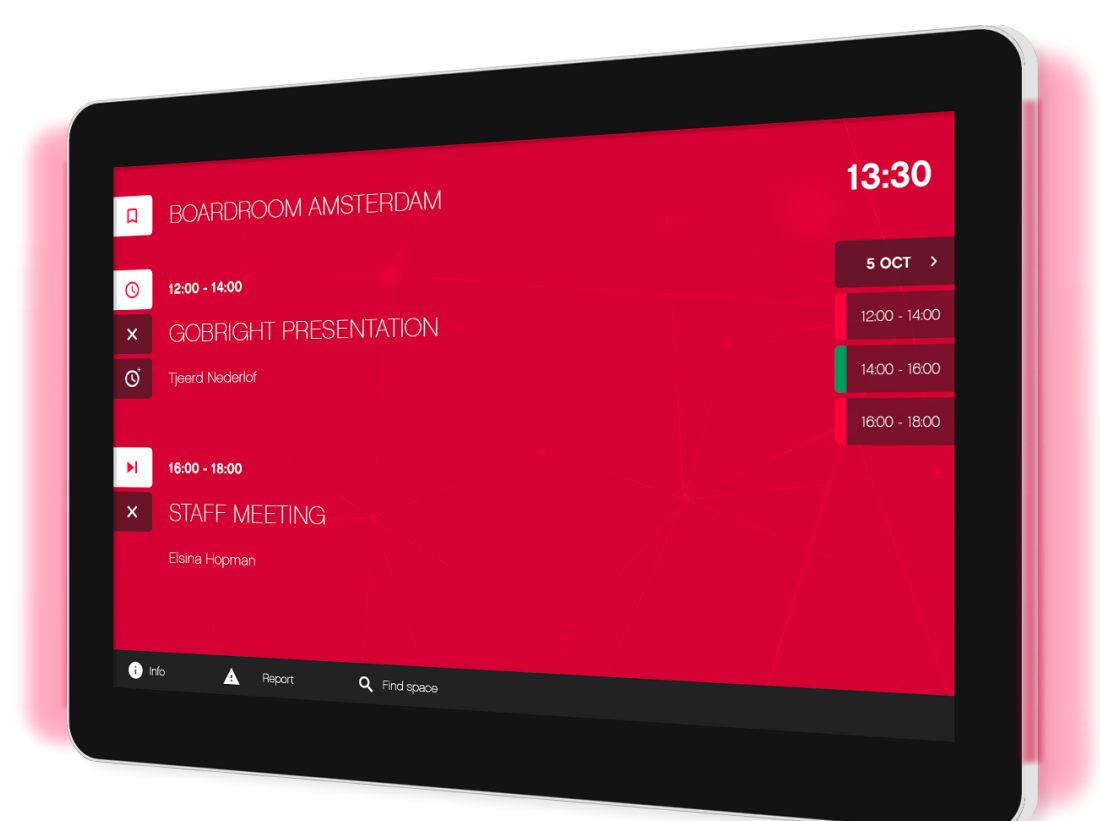 BOARDROOM AMSTERDAM
13:30
12:00 - 14:00
GOBRIGHT PRESENTATION
Tjeerd Nederlof
16:00 - 18:00
STAFF MEETING
Elsina Hopman
5 OCT
12:00 - 14:00
14:00 - 16:00
16:00 - 18:00
Info
Report
Find space